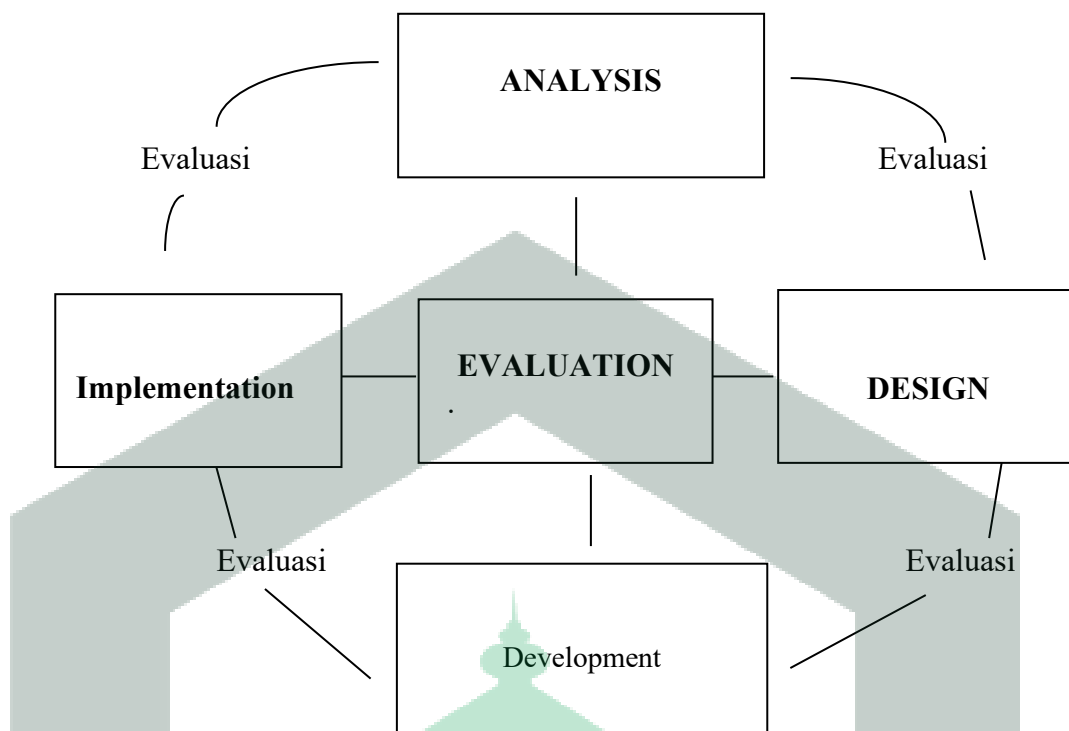 ANALYSIS
Evaluasi
Evaluasi
Implementation
EVALUATION
.
DESIGN
Evaluasi
Evaluasi
Development